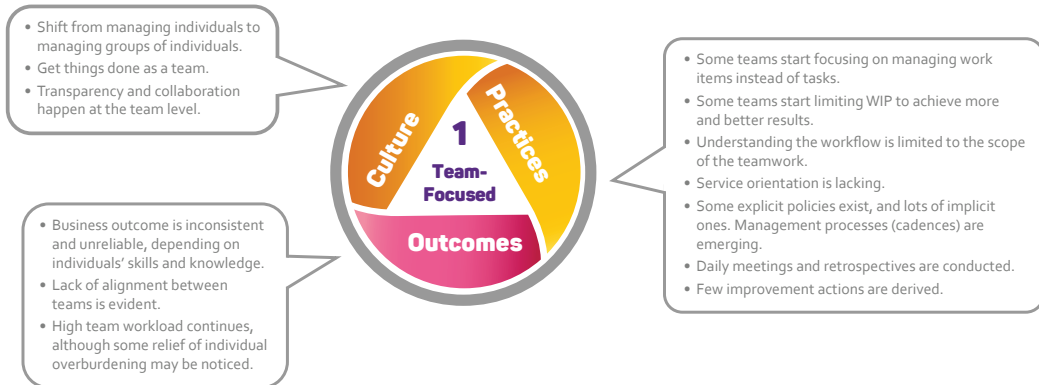 • Shift from managing individuals to
managing groups of individuals.
• Get things done as a team.
• Transparency and collaboration
happen at the team level.
Culture
Practices
1
Team-
Focused
Outcomes
• Some teams start focusing on managing work
items instead of tasks.
• Some teams start limiting WIP to achieve more
and better results.
• Understanding the workflow is limited to the scope
of the teamwork.
• Service orientation is lacking.
• Some explicit policies exist, and lots of implicit
ones. Management processes (cadences) are
emerging.
• Daily meetings and retrospectives are conducted.
• Few improvement actions are derived.
• Business outcome is inconsistent
and unreliable, depending on
individuals’ skills and knowledge.
• Lack of alignment between
teams is evident.
• High team workload continues,
although some relief of individual
overburdening may be noticed.